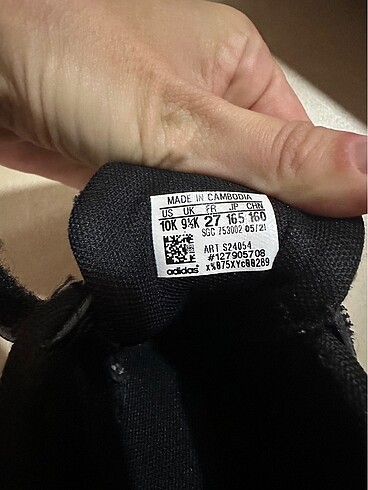 MADE IN CAMBODIA
US UK FR JP CHN
10K 9½K 27 165 160
SGC 753002 05/21
ART S24054
#127905708
adidas